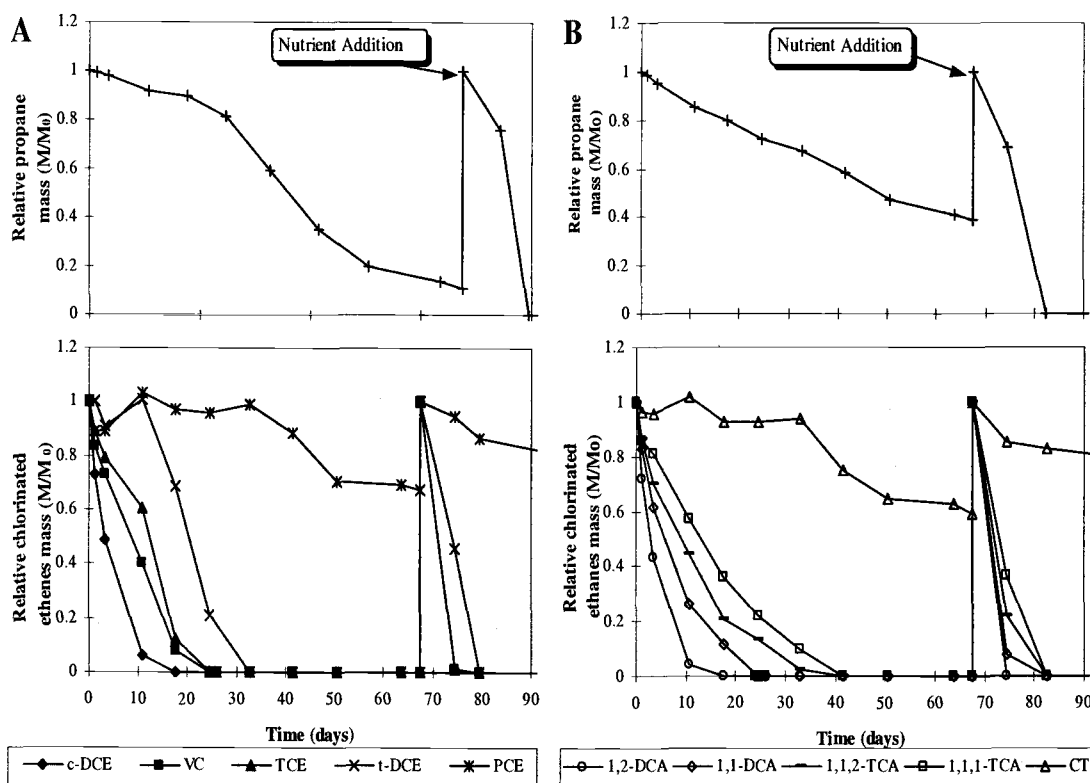 A
1.2
1
0.8
0.6
0.4
0.2
0
Relative propane
mass (M/Mo)
Nutrient Addition
1.2
1
0.8
0.6
0.4
0.2
0
Relative chlorinated
ethenes mass (M/Mo)
0 10 20 30 40 50 60 70 80 90
Time (days)
c-DCE VC TCE t-DCE PCE
B
1.2
1
0.8
0.6
0.4
0.2
0
Relative propane
mass (M/Mo)
Nutrient Addition
1.2
1
0.8
0.6
0.4
0.2
0
Relative chlorinated
ethanes mass (M/Mo)
0 10 20 30 40 50 60 70 80 90
Time (days)
1,2-DCA 1,1-DCA 1,1,2-TCA 1,1,1-TCA